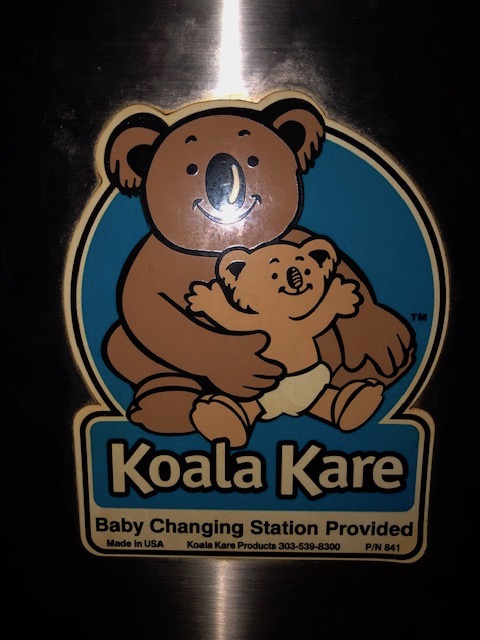 TM
Koala Kare
Baby Changing Station Provided
Made in USA Koala Kare Products 303-539-8300 P/N 841